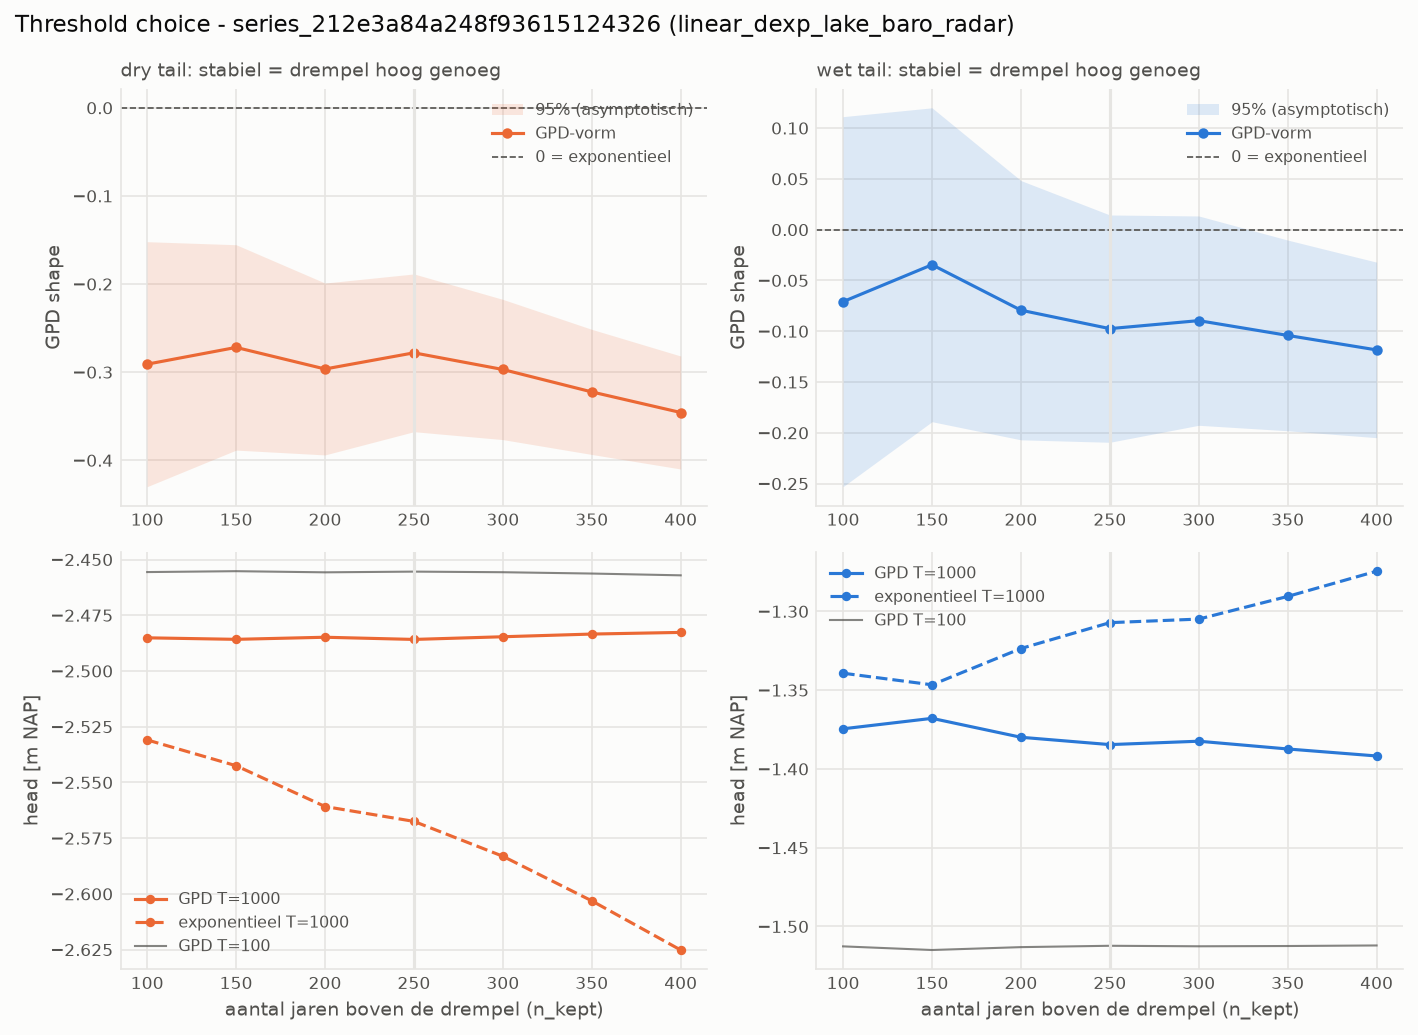 Threshold choice - series_212e3a84a248f93615124326 (linear_dexp_lake_baro_radar)
dry tail: stabiel = drempel hoog genoeg
95% (asymptotisch)
GPD-vorm
0 = exponentieel
GPD shape
0.0
−0.1
−0.2
−0.3
−0.4
100 150 200 250 300 350 400
wet tail: stabiel = drempel hoog genoeg
95% (asymptotisch)
GPD-vorm
0 = exponentieel
GPD shape
0.10
0.05
0.00
−0.05
−0.10
−0.15
−0.20
−0.25
100 150 200 250 300 350 400
head [m NAP]
−2.450
−2.475
−2.500
−2.525
−2.550
−2.575
−2.600
−2.625
GPD T=1000
exponentieel T=1000
GPD T=100
100 150 200 250 300 350 400
aantal jaren boven de drempel (n_kept)
GPD T=1000
exponentieel T=1000
GPD T=100
head [m NAP]
−1.30
−1.35
−1.40
−1.45
−1.50
100 150 200 250 300 350 400
aantal jaren boven de drempel (n_kept)